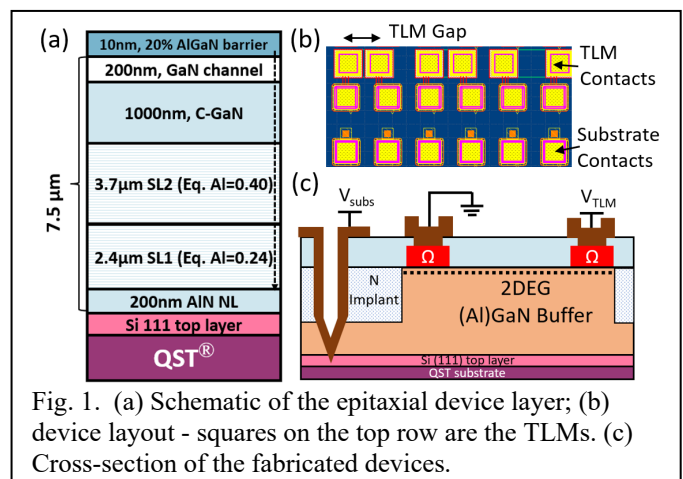 (a)
10nm, 20% AlGaN barrier
200nm, GaN channel
1000nm, C-GaN
3.7µm SL2 (Eq. Al=0.40)
2.4µm SL1 (Eq. Al=0.24)
200nm AlN NL
Si 111 top layer
QST®
7.5 µm
(b)
TLM Gap
TLM
Contacts
Substrate
Contacts
(c)
V_subs
V_TLM
Ω
Ω
N
Implant
2DEG
(Al)GaN Buffer
Si (111) top layer
QST substrate
Fig. 1. (a) Schematic of the epitaxial device layer; (b)
device layout - squares on the top row are the TLMs. (c)
Cross-section of the fabricated devices.